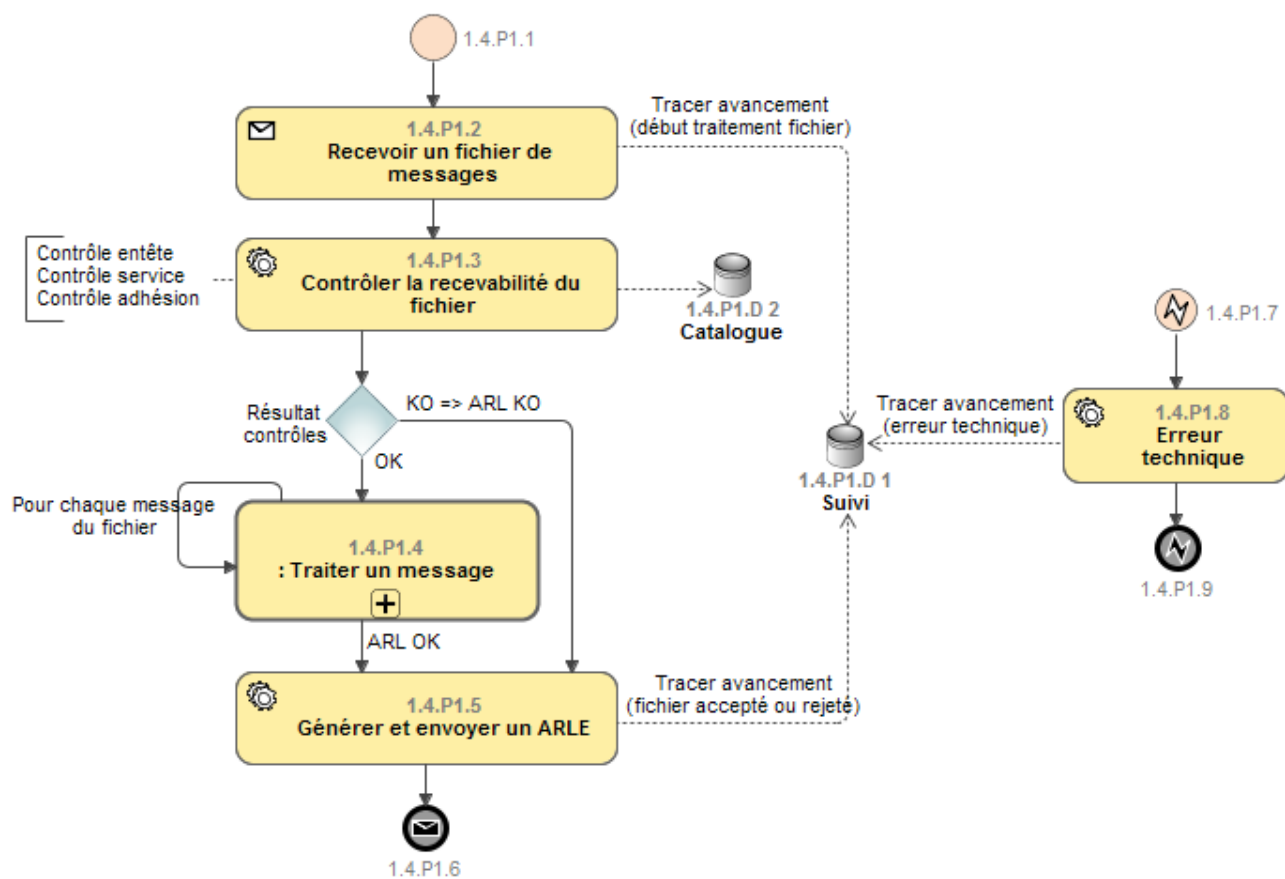 1.4.P1.1
1.4.P1.2
Recevoir un fichier de
messages
Tracer avancement
(début traitement fichier)
Contrôle entête
Contrôle service
Contrôle adhésion
1.4.P1.3
Contrôler la recevabilité du
fichier
1.4.P1.D 2
Catalogue
1.4.P1.7
Résultat
contrôles
KO => ARL KO
OK
Tracer avancement
(erreur technique)
1.4.P1.8
Erreur
technique
1.4.P1.D 1
Suivi
Pour chaque message
du fichier
1.4.P1.4
: Traiter un message
1.4.P1.9
ARL OK
1.4.P1.5
Générer et envoyer un ARLE
Tracer avancement
(fichier accepté ou rejeté)
1.4.P1.6